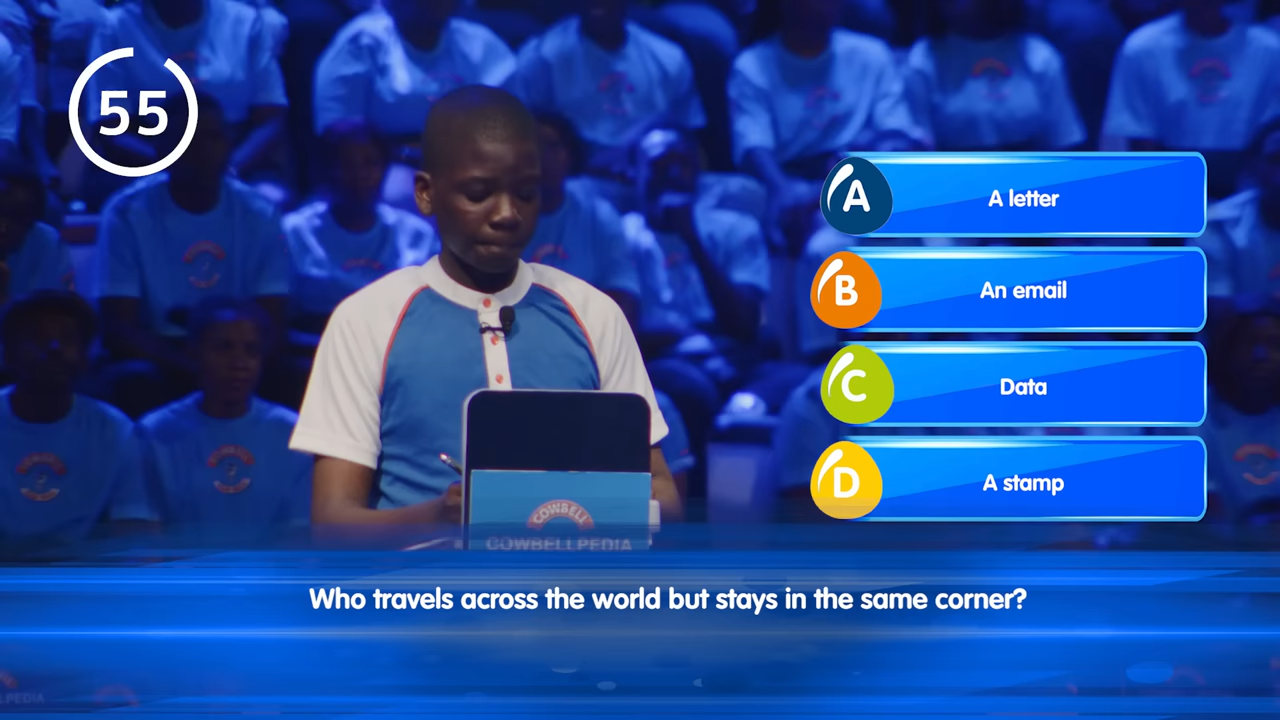 55
A A letter
B An email
C Data
D A stamp
COWBELL
COWBELLPEDIA
Who travels across the world but stays in the same corner?
PEDIA